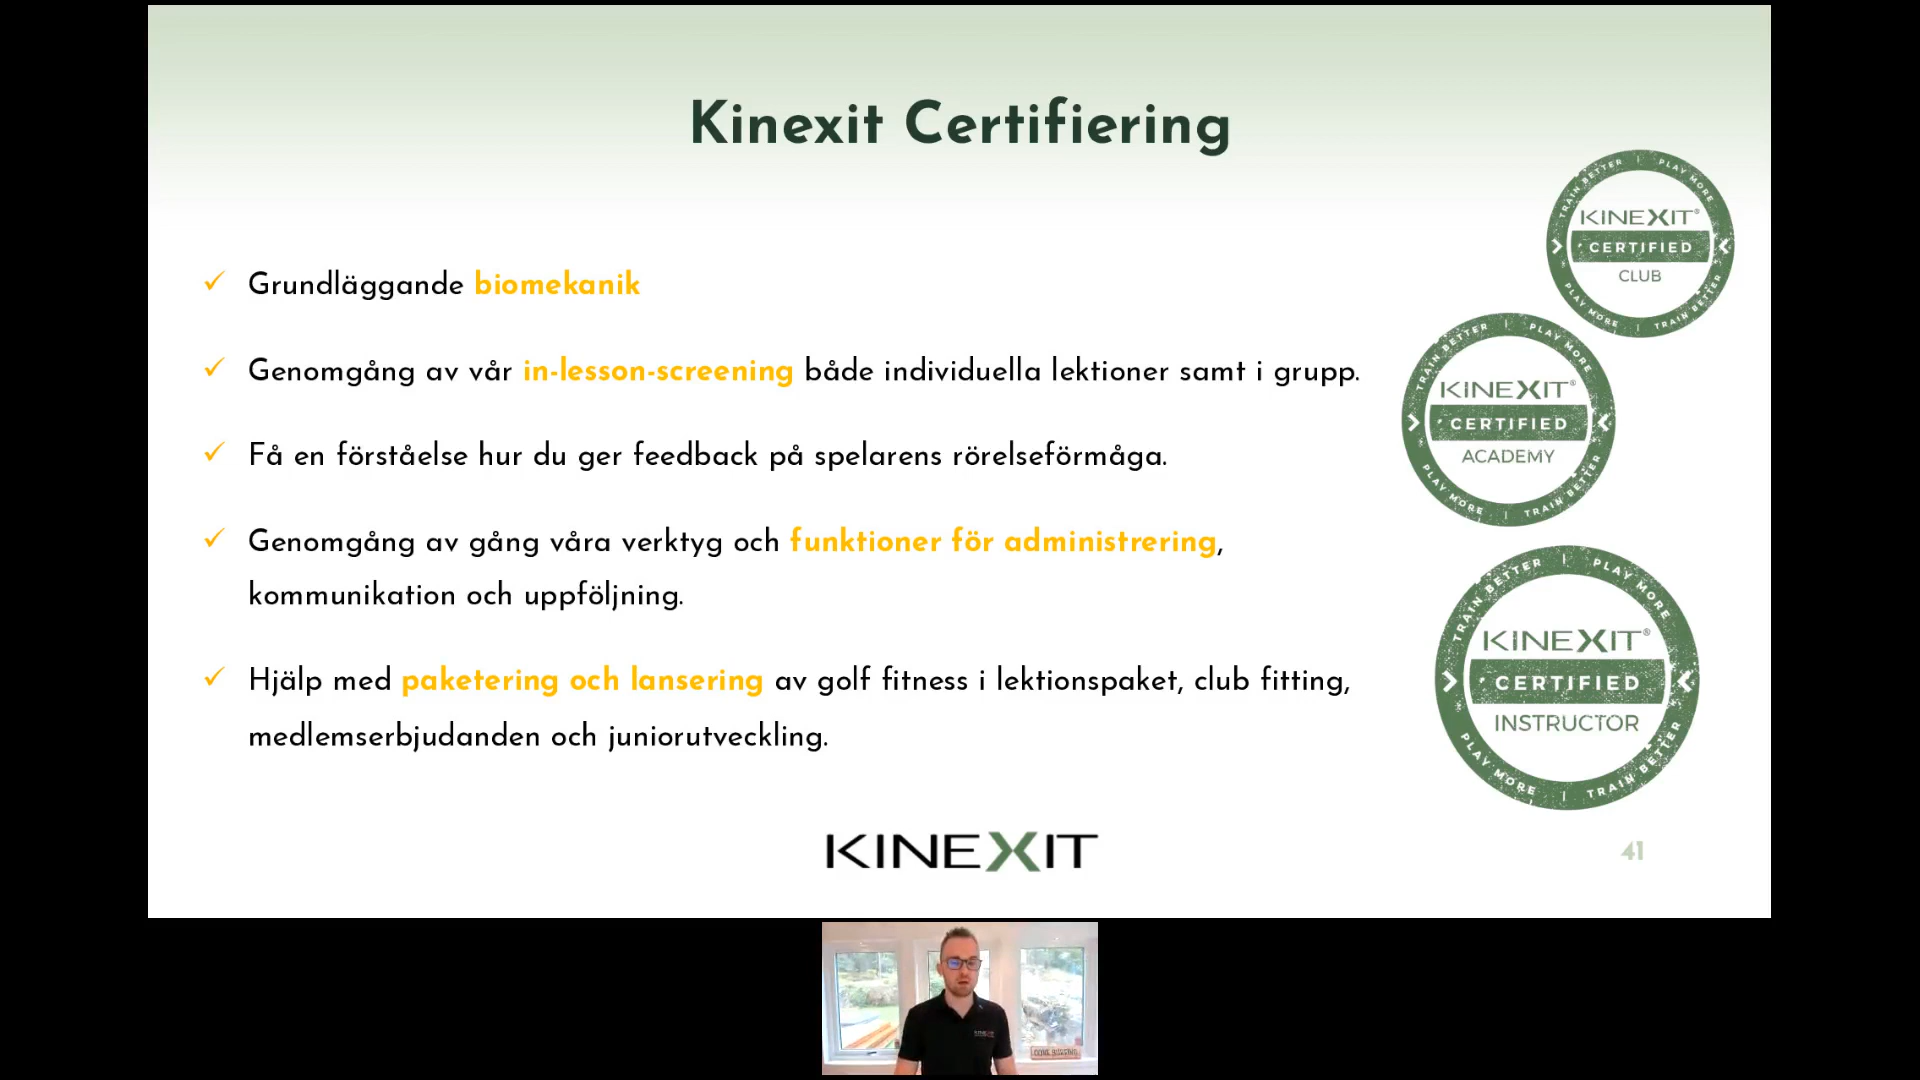 Kinexit Certifiering
Grundläggande biomekanik
Genomgång av vår in-lesson-screening både individuella lektioner samt i grupp.
Få en förståelse hur du ger feedback på spelarens rörelseförmåga.
Genomgång av gång våra verktyg och funktioner för administrering,
kommunikation och uppföljning.
Hjälp med paketering och lansering av golf fitness i lektionspaket, club fitting,
medlemserbjudanden och juniorutveckling.
TRAIN BETTER | PLAY MORE
KINEXIT®
CERTIFIED
CLUB
PLAY MORE | TRAIN BETTER
TRAIN BETTER | PLAY MORE
KINEXIT®
CERTIFIED
ACADEMY
PLAY MORE | TRAIN BETTER
TRAIN BETTER | PLAY MORE
KINEXIT®
CERTIFIED
INSTRUCTOR
PLAY MORE | TRAIN BETTER
KINEXIT
41
KINEXIT